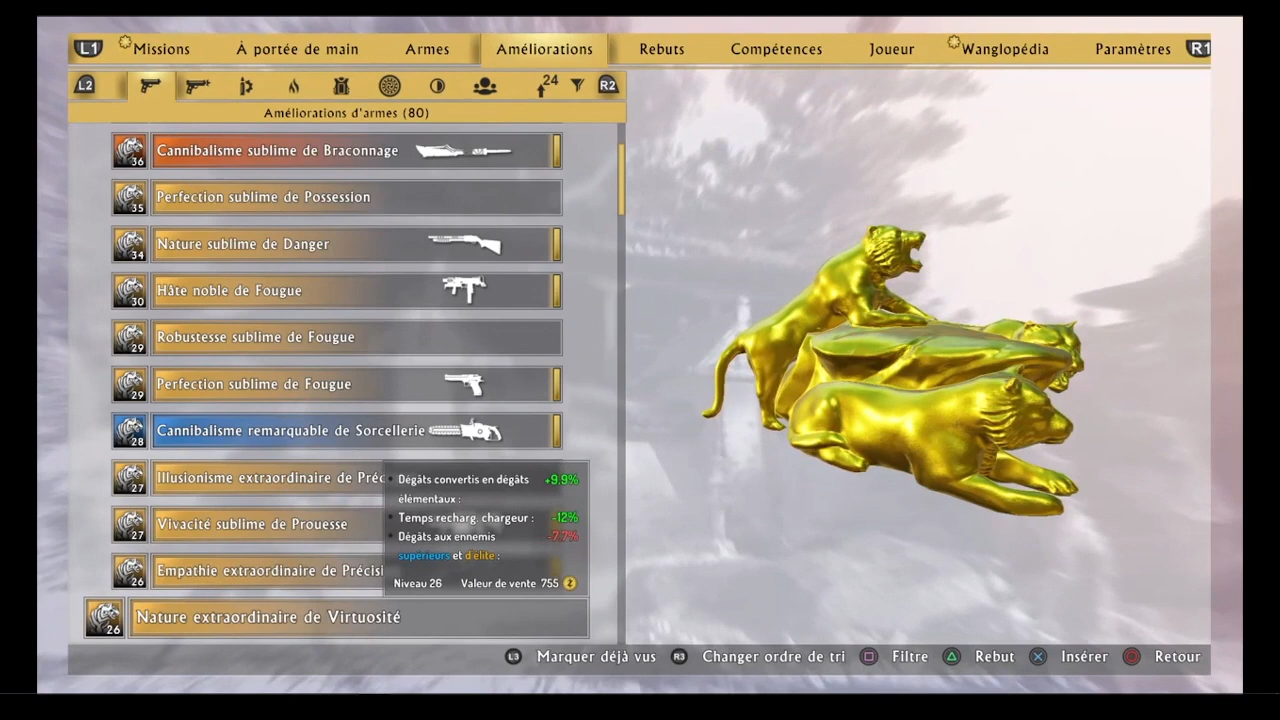 L1 Missions À portée de main Armes Améliorations Rebuts Compétences Joueur Wanglopédia Paramètres R1
L2 24 R2
Améliorations d'armes (80)
36 Cannibalisme sublime de Braconnage
35 Perfection sublime de Possession
34 Nature sublime de Danger
30 Hâte noble de Fougue
29 Robustesse sublime de Fougue
29 Perfection sublime de Fougue
28 Cannibalisme remarquable de Sorcellerie
27 Illusionisme extraordinaire de Préc
27 Vivacité sublime de Prouesse
26 Empathie extraordinaire de Précisi
26 Nature extraordinaire de Virtuosité
Dégâts convertis en dégâts +9.9%
élémentaux :
Temps recharg. chargeur : -12%
Dégâts aux ennemis -7.7%
supérieurs et d'élite :
Niveau 26 Valeur de vente 755
L3 Marquer déjà vus R3 Changer ordre de tri Filtre Rebut Insérer Retour